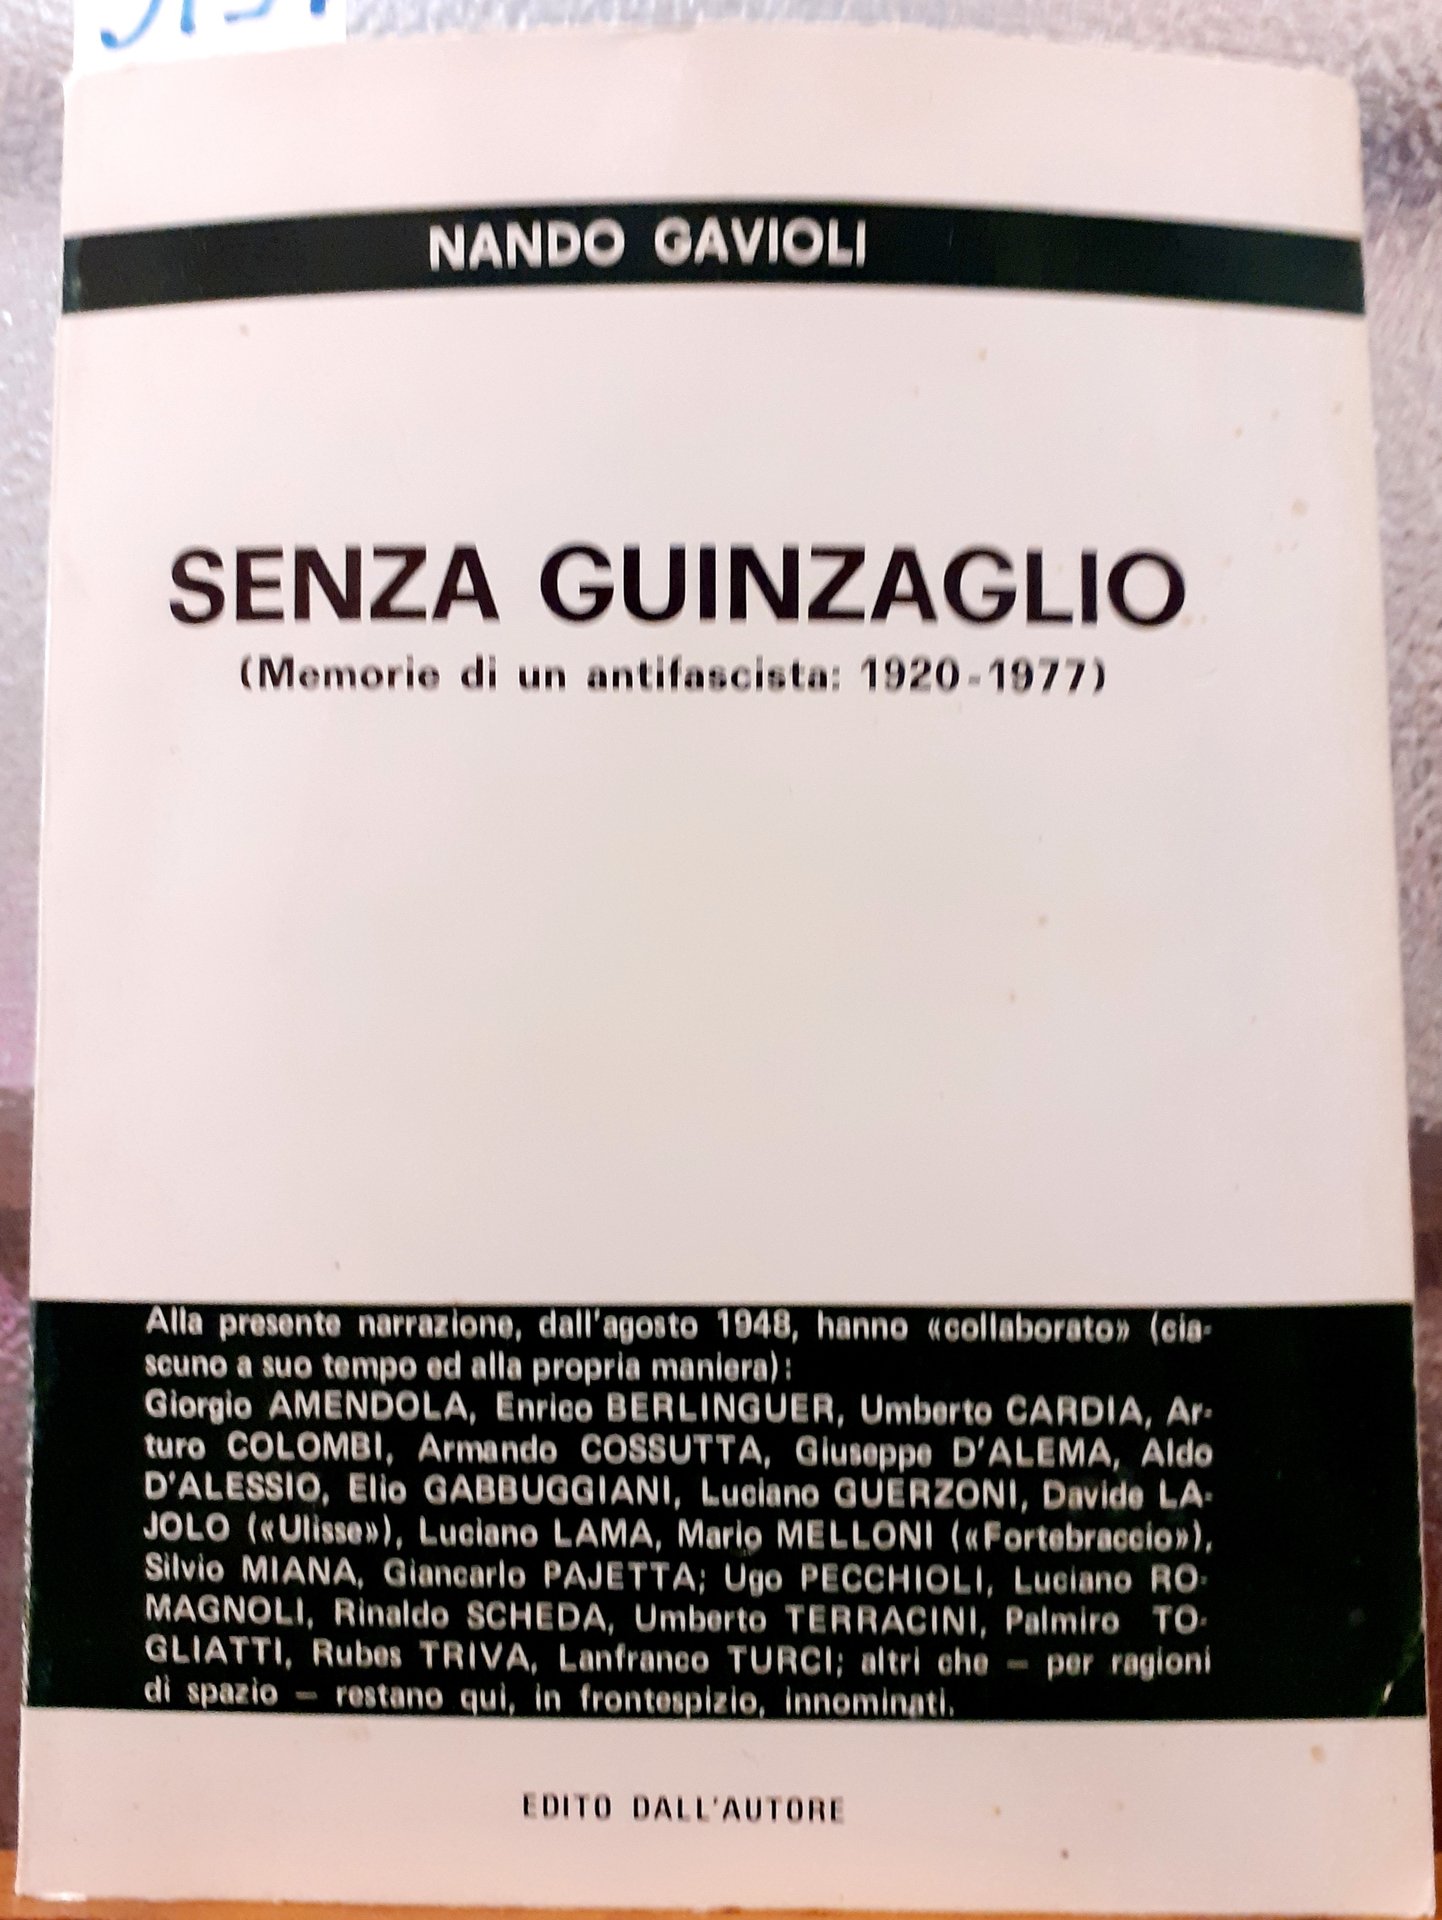 NANDO GAVIOLI
SENZA GUINZAGLIO
(Memorie di un antifascista: 1920-1977)
Alla presente narrazione, dall'agosto 1948, hanno «collaborato» (cia-
scuno a suo tempo ed alla propria maniera):
Giorgio AMENDOLA, Enrico BERLINGUER, Umberto CARDIA, Ar-
turo COLOMBI, Armando COSSUTTA, Giuseppe D'ALEMA, Aldo
D'ALESSIO, Elio GABBUGGIANI, Luciano GUERZONI, Davide LA-
JOLO («Ulisse»), Luciano LAMA, Mario MELLONI («Fortebraccio»),
Silvio MIANA, Giancarlo PAJETTA; Ugo PECCHIOLI, Luciano RO-
MAGNOLI, Rinaldo SCHEDA, Umberto TERRACINI, Palmiro TO-
GLIATTI, Rubes TRIVA, Lanfranco TURCI; altri che — per ragioni
di spazio — restano qui, in frontespizio, innominati.
EDITO DALL'AUTORE